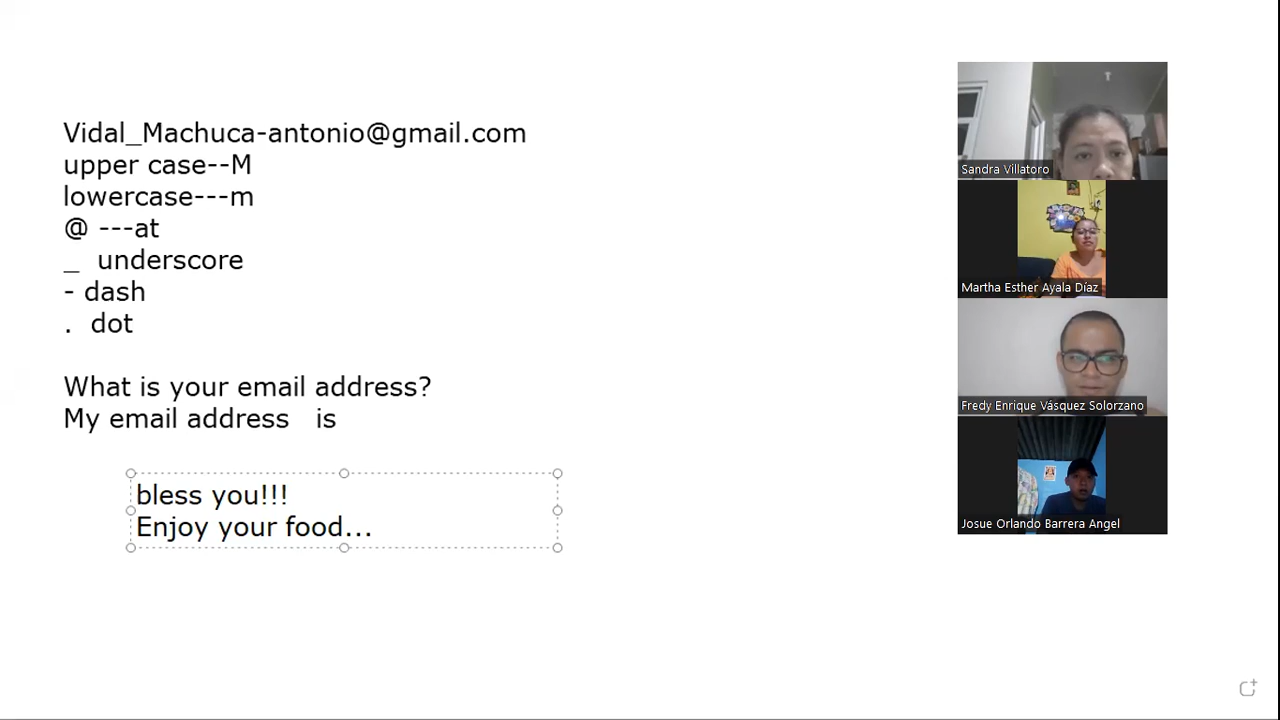 Vidal_Machuca-antonio@gmail.com
upper case--M
lowercase---m
@ ---at
_  underscore
- dash
.  dot
What is your email address?
My email address   is
bless you!!!
Enjoy your food...
Sandra Villatoro
Martha Esther Ayala Díaz
Fredy Enrique Vásquez Solorzano
Josue Orlando Barrera Angel